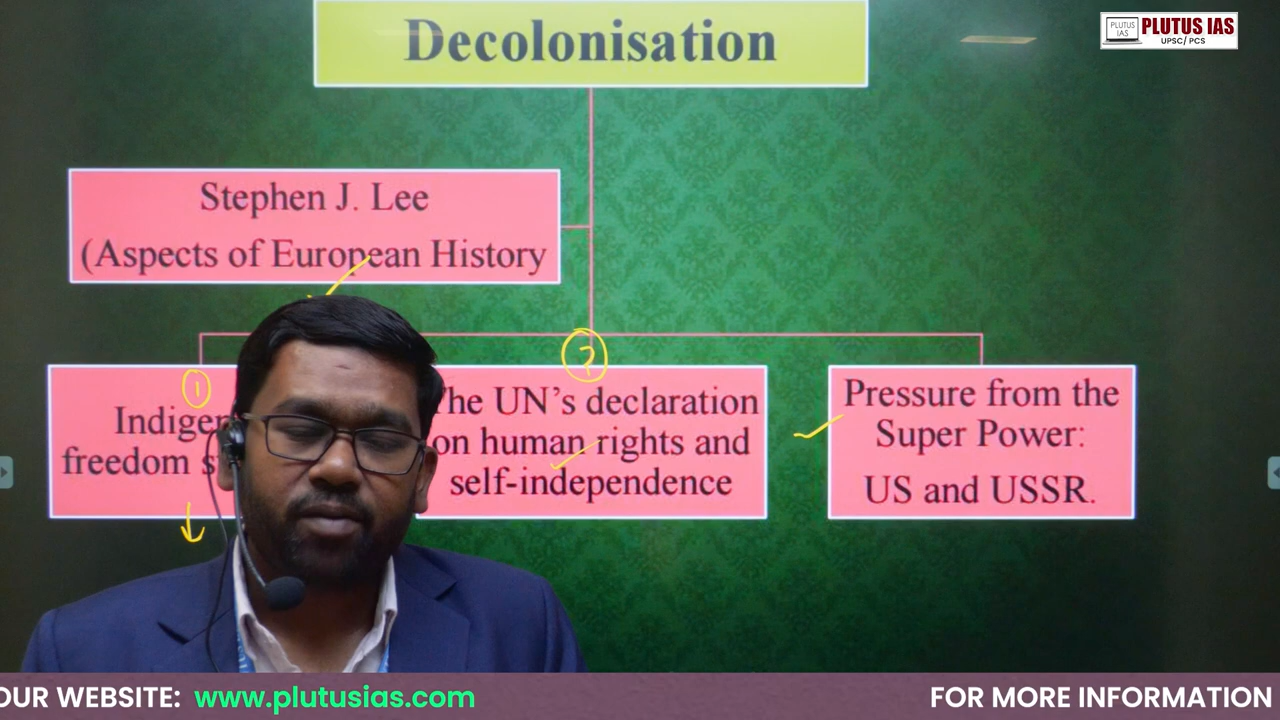 Decolonisation
PLUTUS
IAS
PLUTUS IAS
UPSC/ PCS
Stephen J. Lee
(Aspects of European History
1
2
freedom
The UN's declaration
on human rights and
self-independence
Pressure from the
Super Power:
US and USSR.
OUR WEBSITE: www.plutusias.com
FOR MORE INFORMATION